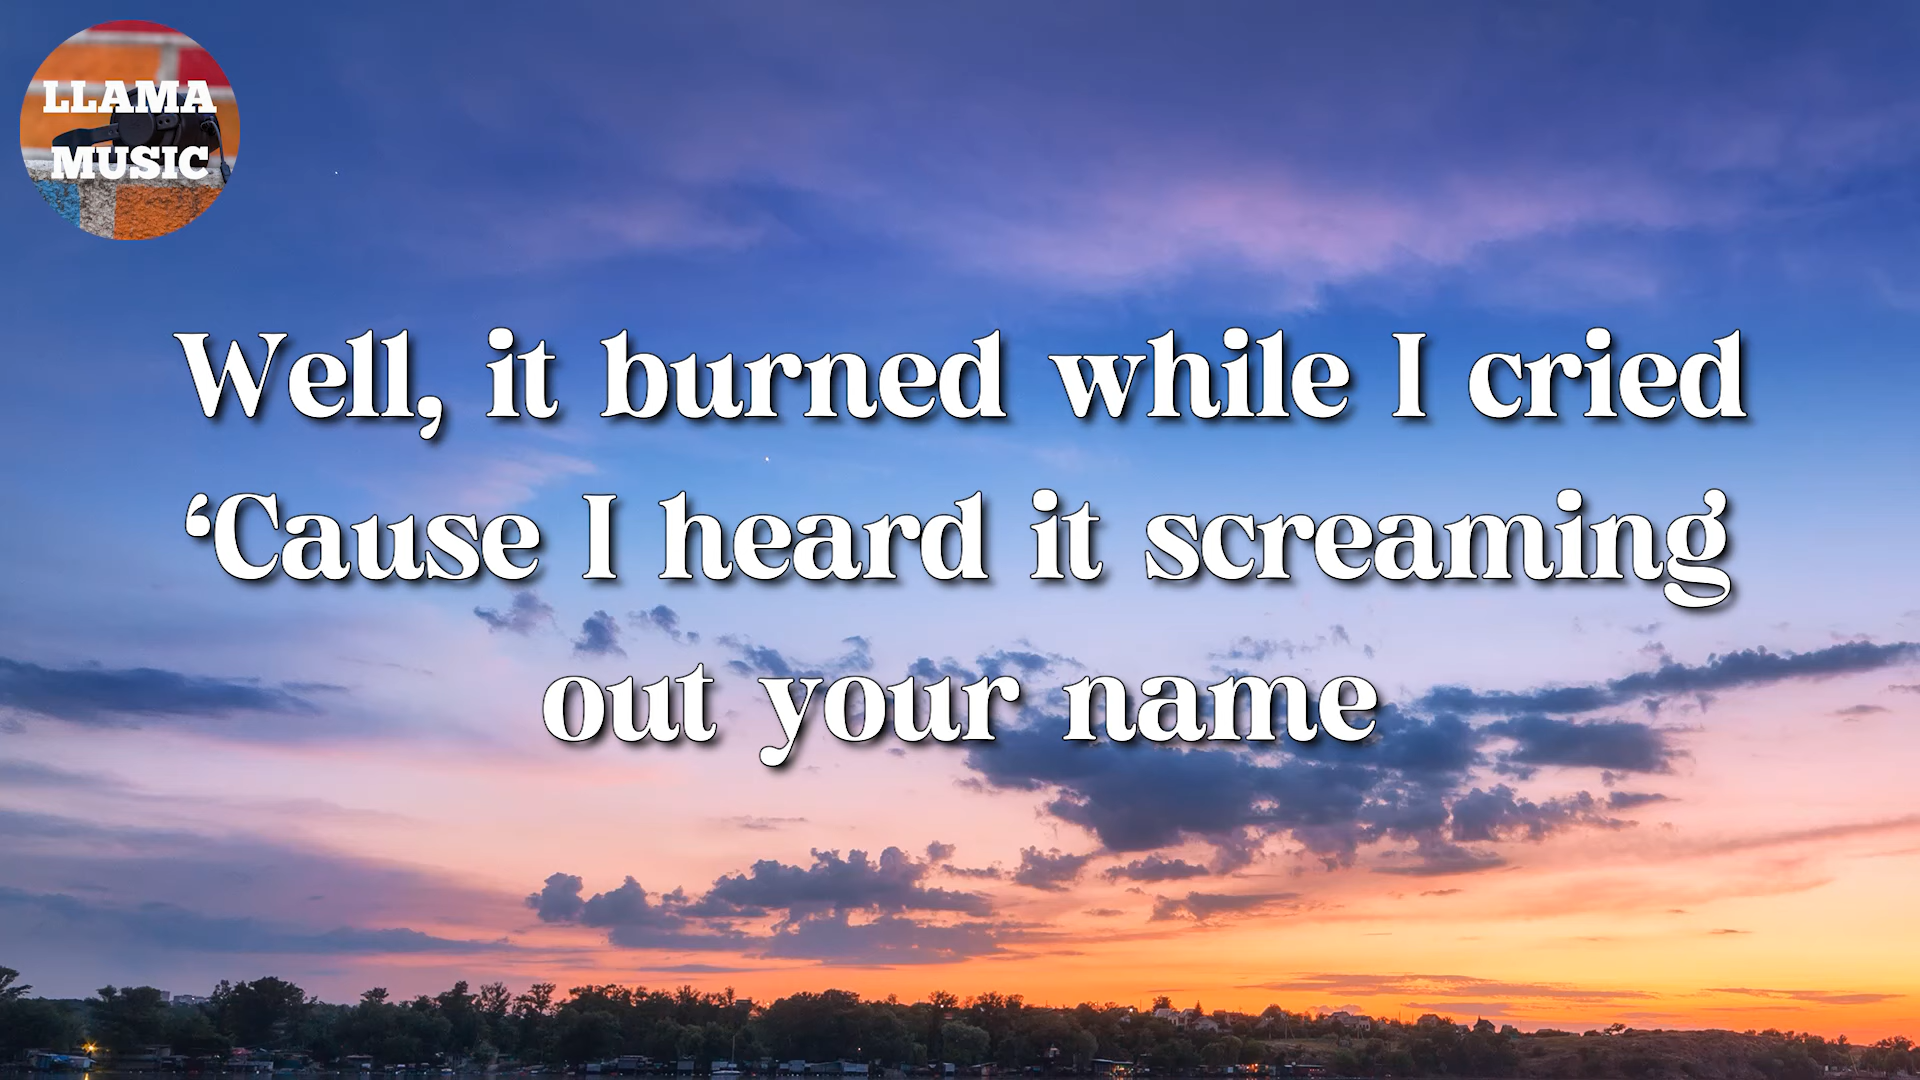 LLAMA
MUSIC
Well, it burned while I cried
‘Cause I heard it screaming
out your name